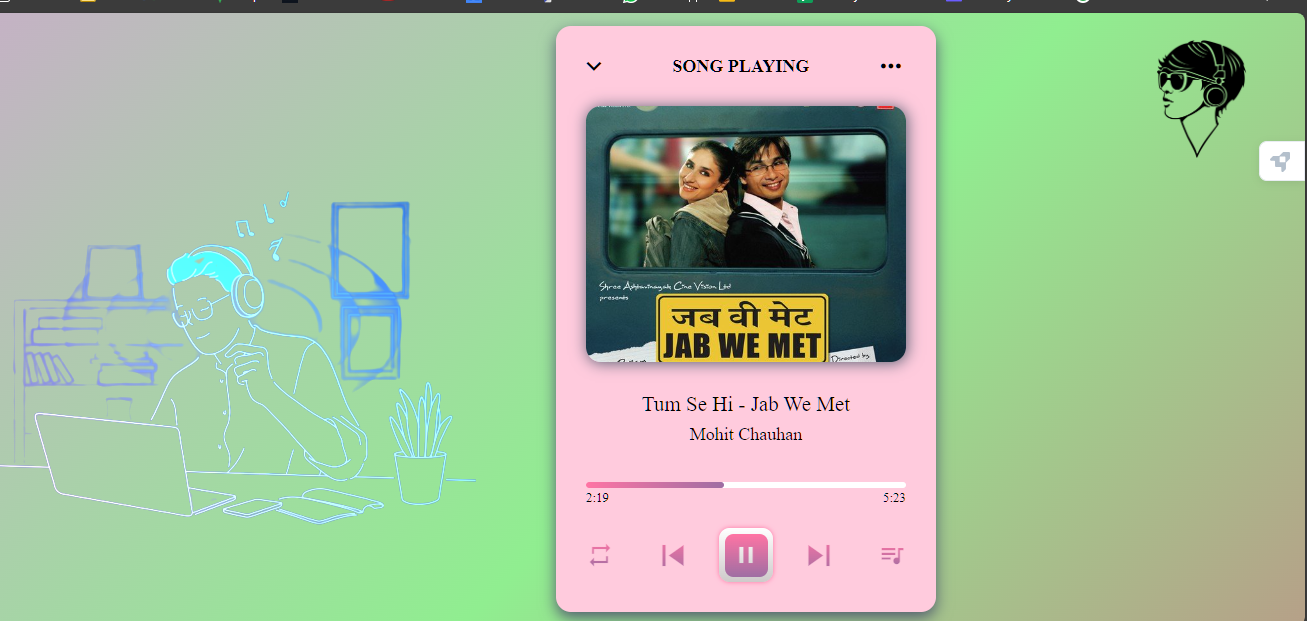 SONG PLAYING
Shree Ashtavinayak Cine Vision Ltd
presents
जब वी मेट
JAB WE MET
Directed by
Tum Se Hi - Jab We Met
Mohit Chauhan
2:19
5:23